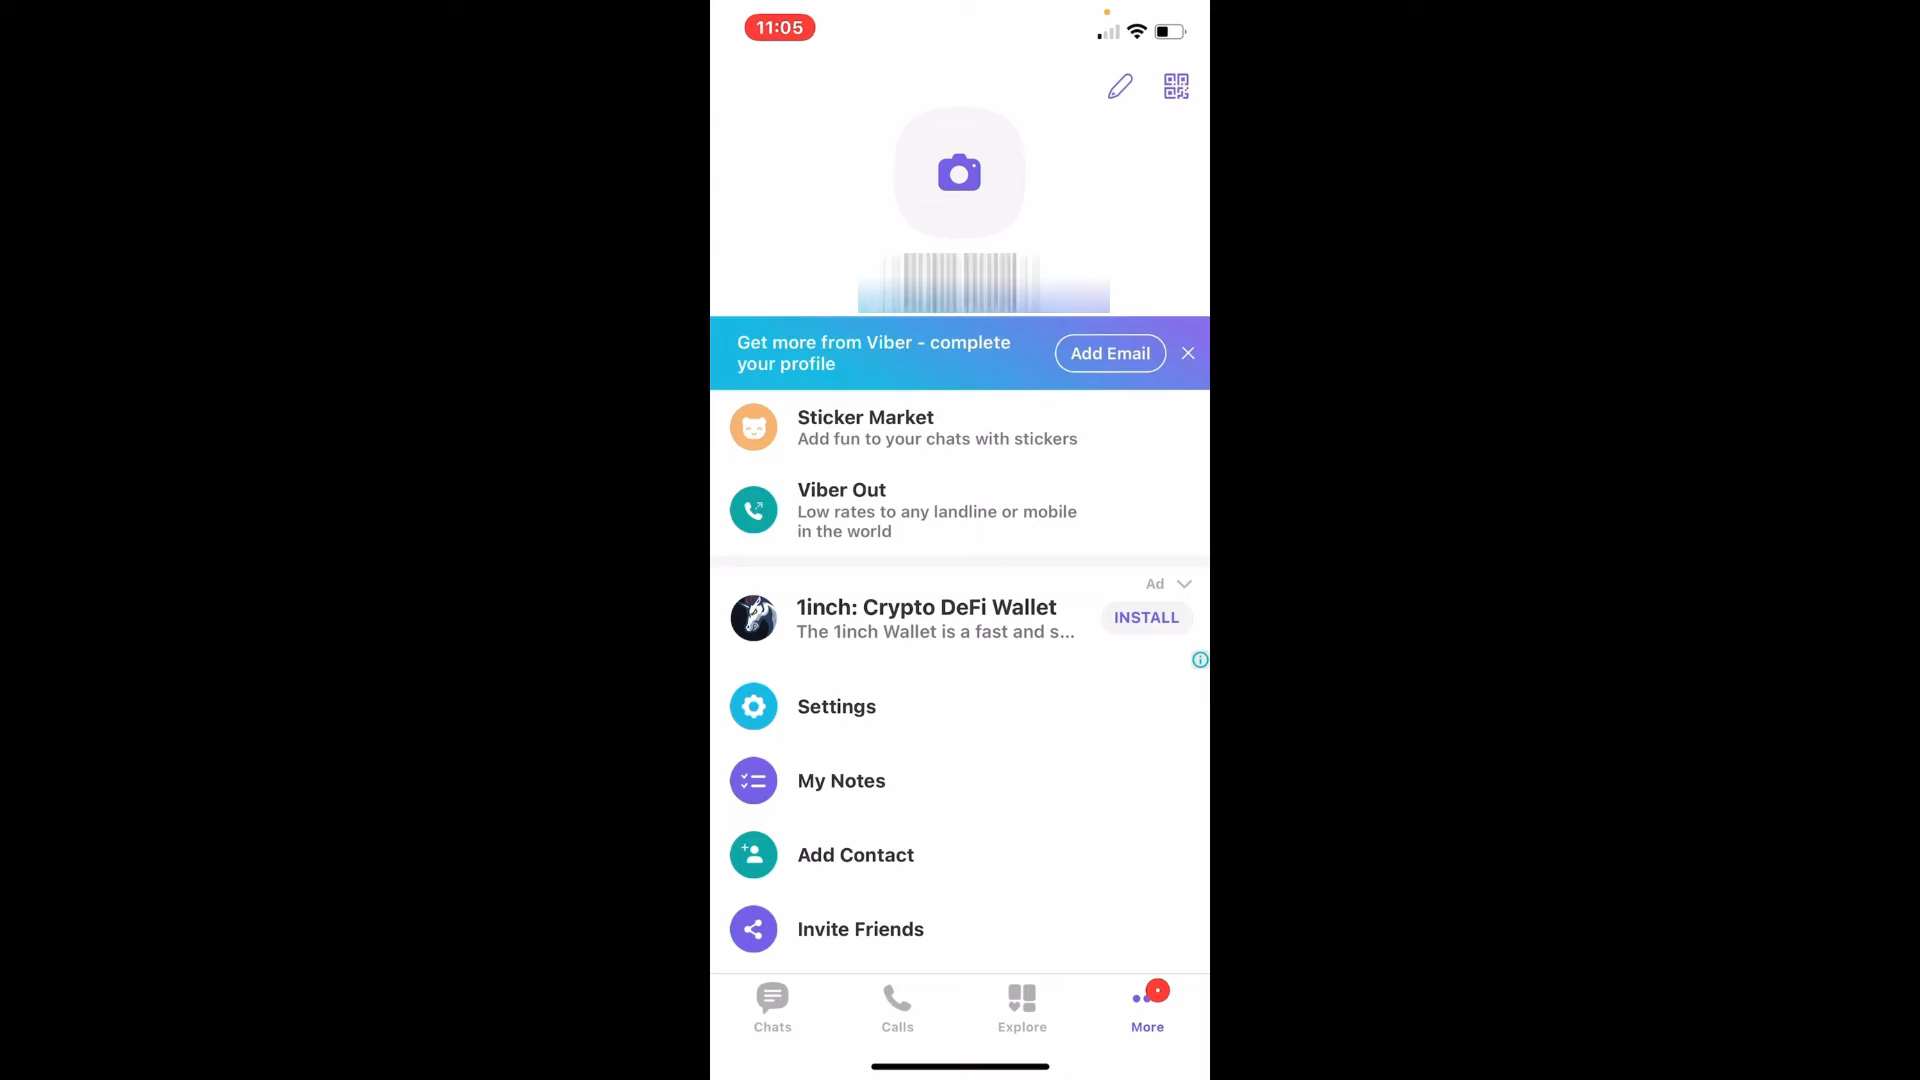 11:05
Get more from Viber - complete
your profile
Add Email
Sticker Market
Add fun to your chats with stickers
Viber Out
Low rates to any landline or mobile
in the world
Ad
1inch: Crypto DeFi Wallet
The 1inch Wallet is a fast and s...
INSTALL
Settings
My Notes
Add Contact
Invite Friends
Chats
Calls
Explore
More